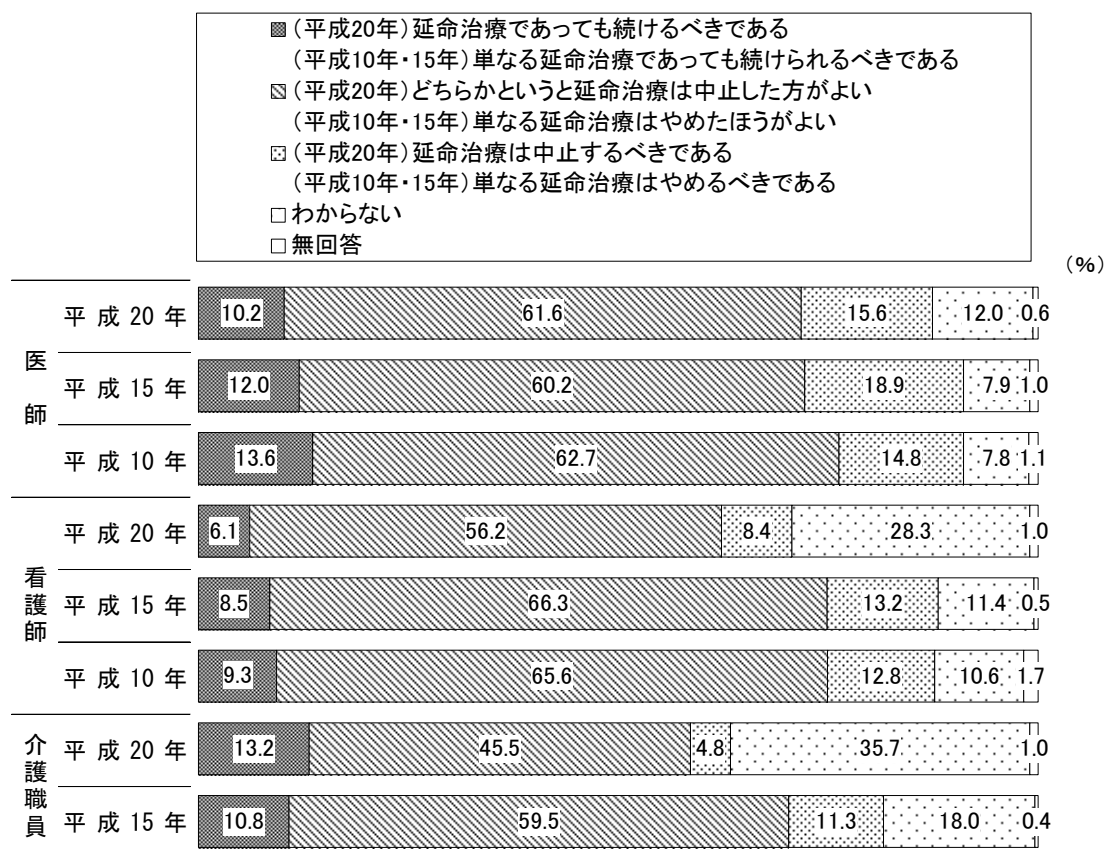 (平成20年)延命治療であっても続けるべきである
(平成10年・15年)単なる延命治療であっても続けられるべきである
(平成20年)どちらかというと延命治療は中止した方がよい
(平成10年・15年)単なる延命治療はやめたほうがよい
(平成20年)延命治療は中止するべきである
(平成10年・15年)単なる延命治療はやめるべきである
わからない
無回答
(%)
医師
平成20年 10.2 61.6 15.6 12.0 0.6
平成15年 12.0 60.2 18.9 7.9 1.0
平成10年 13.6 62.7 14.8 7.8 1.1
看護師
平成20年 6.1 56.2 8.4 28.3 1.0
平成15年 8.5 66.3 13.2 11.4 0.5
平成10年 9.3 65.6 12.8 10.6 1.7
介護職員
平成20年 13.2 45.5 4.8 35.7 1.0
平成15年 10.8 59.5 11.3 18.0 0.4